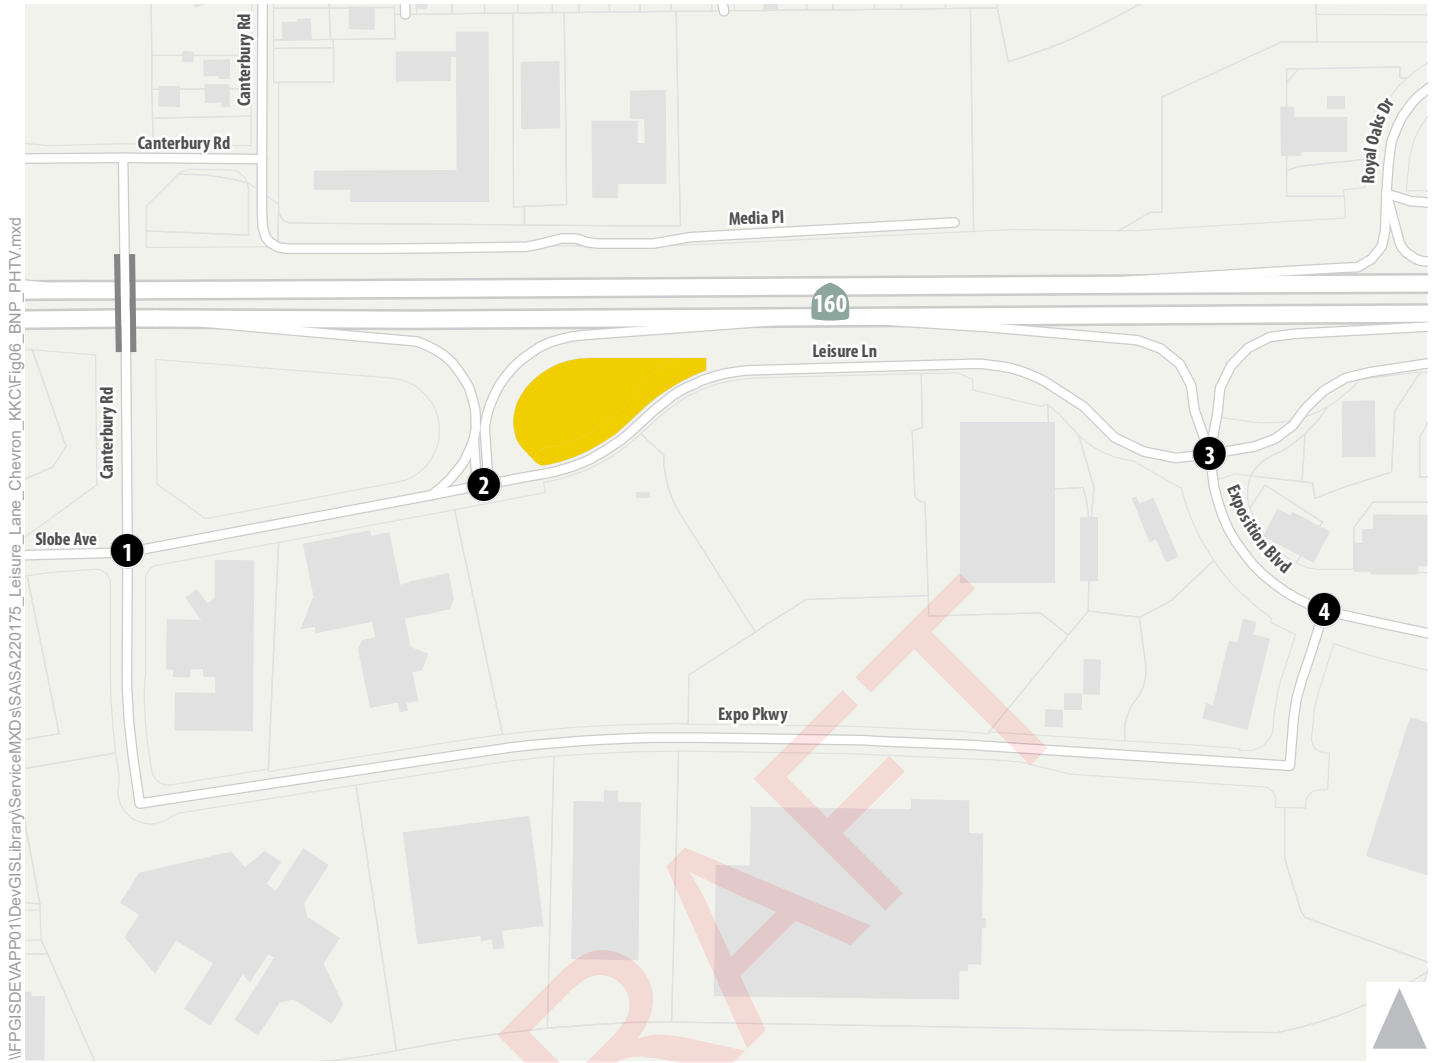 Canterbury Rd
Canterbury Rd
Royal Oaks Dr
Media Pl
160
Leisure Ln
Canterbury Rd
3
2
Exposition Blvd
Slobe Ave
1
4
Expo Pkwy
RAFT
\\FPGISDEVAPP01\DevGISLibrary\ServiceMXDs\SA\SA220175_Leisure_Lane_Chevron_KKC\Fig06_BNP_PHTV.mxd